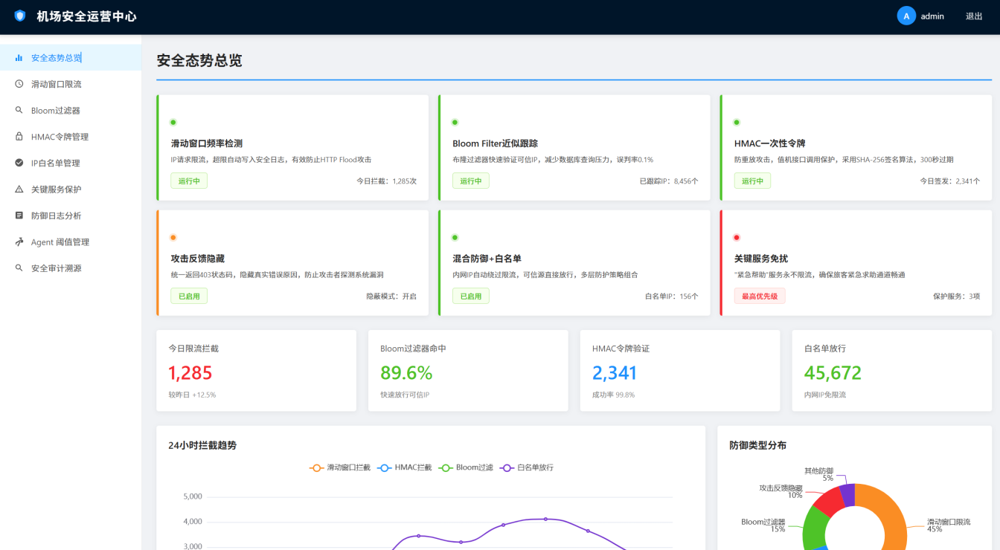 机场安全运营中心
A admin 退出
安全态势总览
滑动窗口限流
Bloom过滤器
HMAC令牌管理
IP白名单管理
关键服务保护
防御日志分析
Agent 阈值管理
安全审计溯源
安全态势总览
滑动窗口频率检测
IP请求限流，超限自动写入安全日志，有效防止HTTP Flood攻击
运行中 今日拦截：1,285次
Bloom Filter近似跟踪
布隆过滤器快速验证可信IP，减少数据库查询压力，误判率0.1%
运行中 已跟踪IP：8,456个
HMAC一次性令牌
防重放攻击，值机接口调用保护，采用SHA-256签名算法，300秒过期
运行中 今日签发：2,341个
攻击反馈隐藏
统一返回403状态码，隐藏真实错误原因，防止攻击者探测系统漏洞
已启用 隐蔽模式：开启
混合防御+白名单
内网IP自动绕过限流，可信源直接放行，多层防护策略组合
已启用 白名单IP：156个
关键服务免扰
"紧急帮助"服务永不限流，确保旅客紧急求助通道畅通
最高优先级 保护服务：3项
今日限流拦截
1,285
较昨日 +12.5%
Bloom过滤器命中
89.6%
快速放行可信IP
HMAC令牌验证
2,341
成功率 99.8%
白名单放行
45,672
内网IP免限流
24小时拦截趋势
滑动窗口拦截 HMAC拦截 Bloom过滤 白名单放行
5,000
4,000
3,000
防御类型分布
其他防御
5%
攻击反馈隐藏
10%
Bloom过滤器
15%
滑动窗口限流
45%